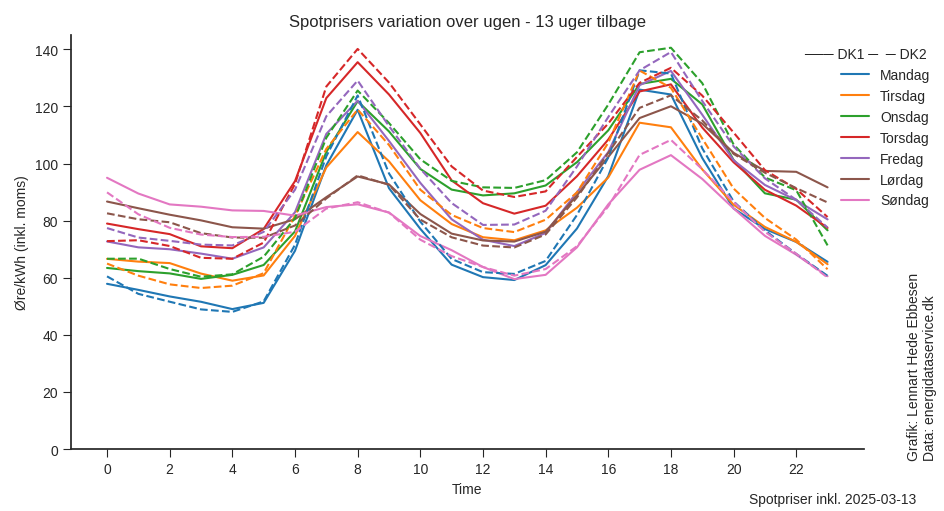 Spotprisers variation over ugen - 13 uger tilbage
Øre/kWh (inkl. moms)
140
120
100
80
60
40
20
0
0 2 4 6 8 10 12 14 16 18 20 22
Time
DK1 DK2
Mandag
Tirsdag
Onsdag
Torsdag
Fredag
Lørdag
Søndag
Grafik: Lennart Hede Ebbesen
Data: energidataservice.dk
Spotpriser inkl. 2025-03-13